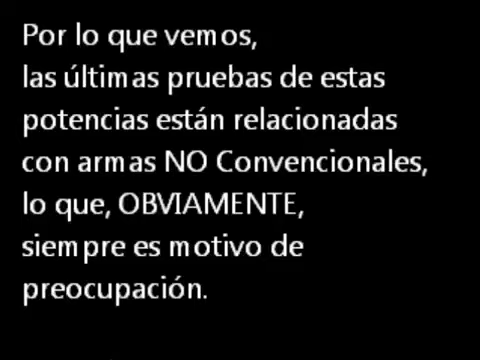 Por lo que vemos,
las últimas pruebas de estas
potencias están relacionadas
con armas NO Convencionales,
lo que, OBVIAMENTE,
siempre es motivo de
preocupación.